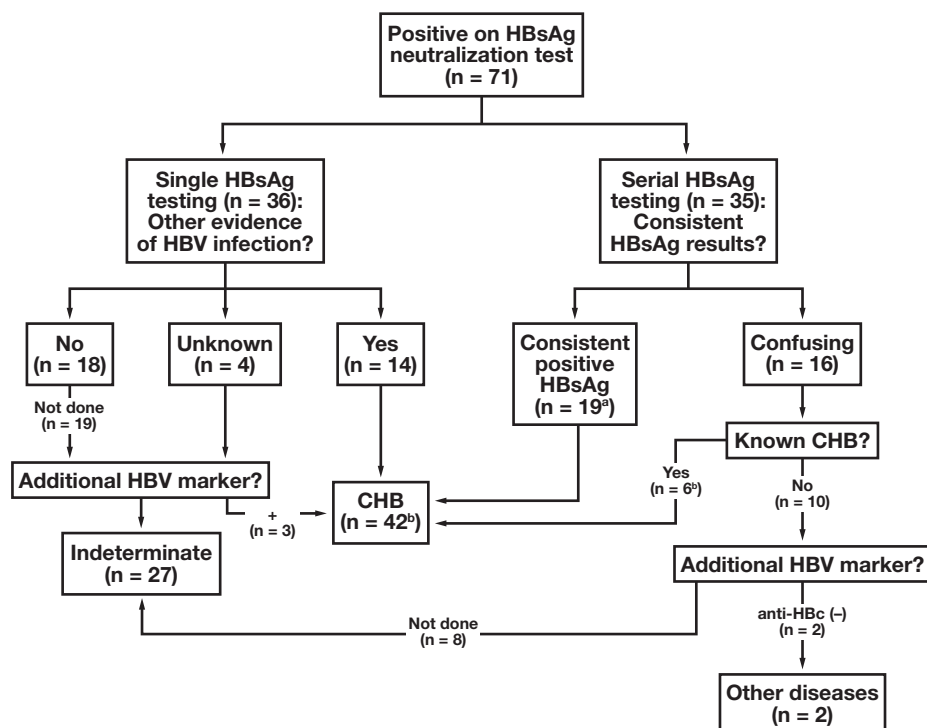 Positive on HBsAg
neutralization test
(n = 71)
Single HBsAg
testing (n = 36):
Other evidence
of HBV infection?
Serial HBsAg
testing (n = 35):
Consistent
HBsAg results?
No
(n = 18)
Unknown
(n = 4)
Yes
(n = 14)
Consistent
positive
HBsAg
(n = 19ᵃ)
Confusing
(n = 16)
Not done
(n = 19)
Additional HBV marker?
+
(n = 3)
CHB
(n = 42ᵇ)
Known CHB?
Yes
(n = 6ᵇ)
No
(n = 10)
Indeterminate
(n = 27)
Additional HBV marker?
Not done
(n = 8)
anti-HBc (–)
(n = 2)
Other diseases
(n = 2)